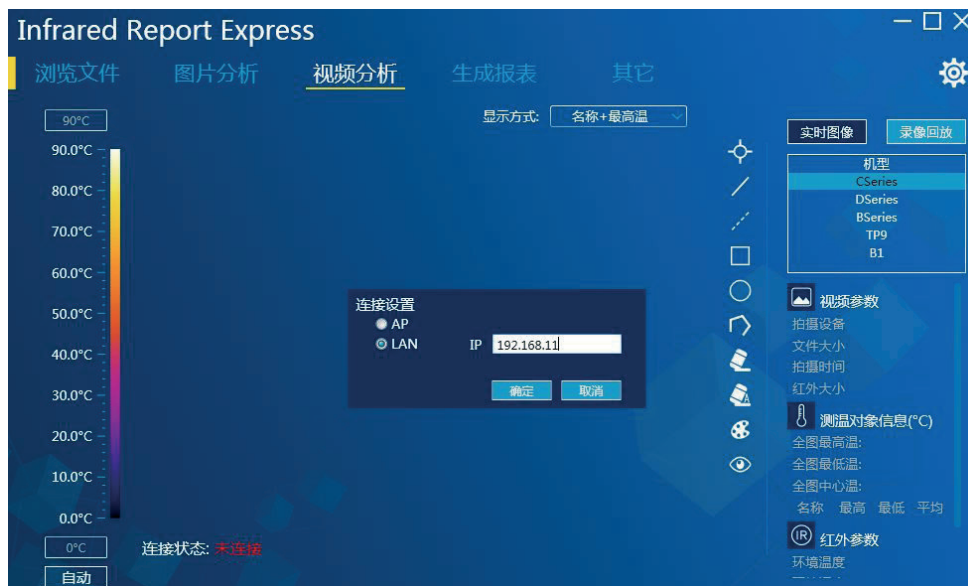 Infrared Report Express
浏览文件 图片分析 视频分析 生成报表 其它
显示方式: 名称+最高温
90°C
90.0°C
80.0°C
70.0°C
60.0°C
50.0°C
40.0°C
30.0°C
20.0°C
10.0°C
0.0°C
0°C
自动
连接状态: 未连接
连接设置
AP
LAN IP 192.168.11
确定 取消
A
实时图像 录像回放
机型
CSeries
DSeries
BSeries
TP9
B1
视频参数
拍摄设备
文件大小
拍摄时间
红外大小
测温对象信息(°C)
全图最高温:
全图最低温:
全图中心温:
名称 最高 最低 平均
IR 红外参数
环境温度